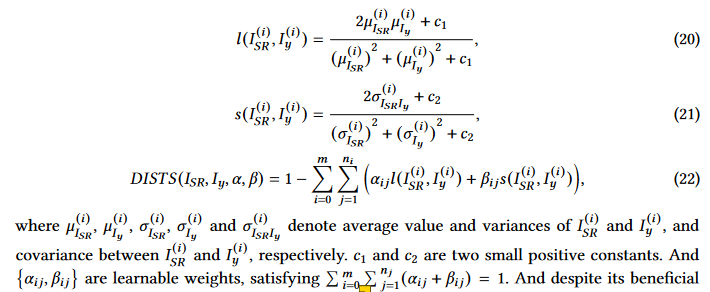 l(I_{SR}^{(i)}, I_y^{(i)}) = \frac{2\mu_{I_{SR}}^{(i)} \mu_{I_y}^{(i)} + c_1}{(\mu_{I_{SR}}^{(i)})^2 + (\mu_{I_y}^{(i)})^2 + c_1}, (20)
s(I_{SR}^{(i)}, I_y^{(i)}) = \frac{2\sigma_{I_{SR}I_y}^{(i)} + c_2}{(\sigma_{I_{SR}}^{(i)})^2 + (\sigma_{I_y}^{(i)})^2 + c_2}, (21)
DISTS(I_{SR}, I_y, \alpha, \beta) = 1 - \sum_{i=0}^{m} \sum_{j=1}^{n_i} \left( \alpha_{ij} l(I_{SR}^{(i)}, I_y^{(i)}) + \beta_{ij} s(I_{SR}^{(i)}, I_y^{(i)}) \right), (22)
where \mu_{I_{SR}}^{(i)}, \mu_{I_y}^{(i)}, \sigma_{I_{SR}}^{(i)}, \sigma_{I_y}^{(i)} and \sigma_{I_{SR}I_y}^{(i)} denote average value and variances of I_{SR}^{(i)} and I_y^{(i)}, and
covariance between I_{SR}^{(i)} and I_y^{(i)}, respectively. c_1 and c_2 are two small positive constants. And
{\alpha_{ij}, \beta_{ij}} are learnable weights, satisfying \sum_{i=0}^{m} \sum_{j=1}^{n_j} (\alpha_{ij} + \beta_{ij}) = 1. And despite its beneficial